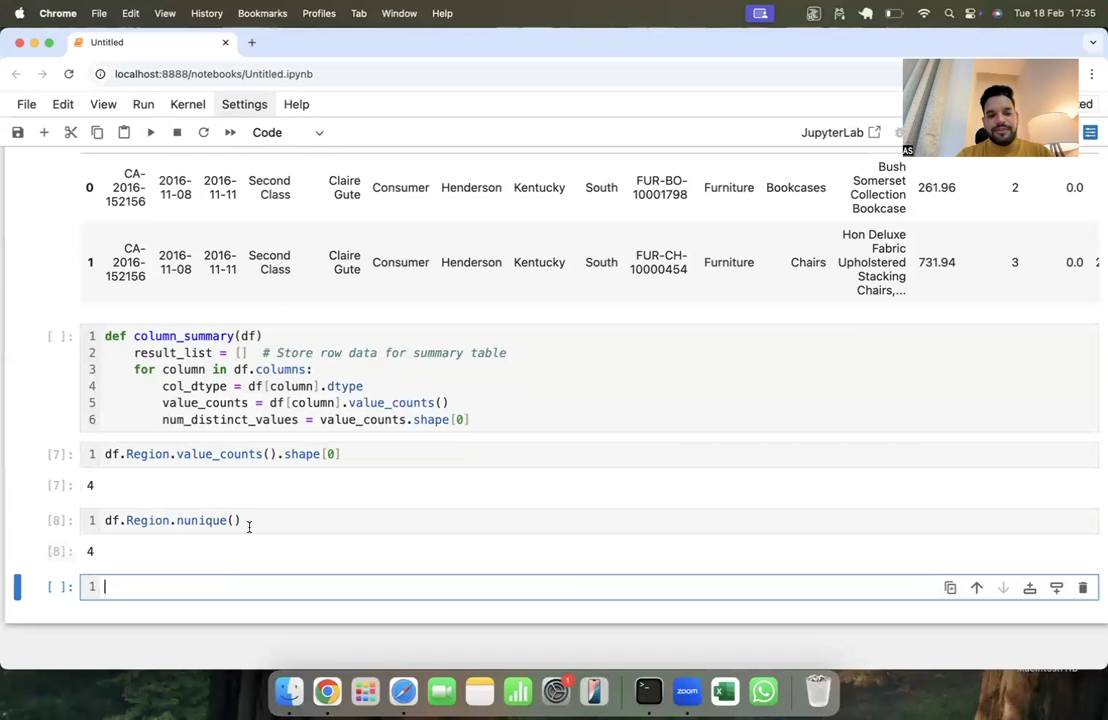 Chrome File Edit View History Bookmarks Profiles Tab Window Help Tue 18 Feb 17:35
Untitled
localhost:8888/notebooks/Untitled.ipynb
File Edit View Run Kernel Settings Help ed
Code JupyterLab
AS
0 CA-2016-152156 2016-11-08 2016-11-11 Second Class Claire Gute Consumer Henderson Kentucky South FUR-BO-10001798 Furniture Bookcases Bush Somerset Collection Bookcase 261.96 2 0.0
1 CA-2016-152156 2016-11-08 2016-11-11 Second Class Claire Gute Consumer Henderson Kentucky South FUR-CH-10000454 Furniture Chairs Hon Deluxe Fabric Upholstered Stacking Chairs,... 731.94 3 0.0 2
[ ]: 1 def column_summary(df)
2 result_list = [] # Store row data for summary table
3 for column in df.columns:
4 col_dtype = df[column].dtype
5 value_counts = df[column].value_counts()
6 num_distinct_values = value_counts.shape[0]
[7]: 1 df.Region.value_counts().shape[0]
[7]: 4
[8]: 1 df.Region.nunique()
[8]: 4
[ ]: 1
1
zoom